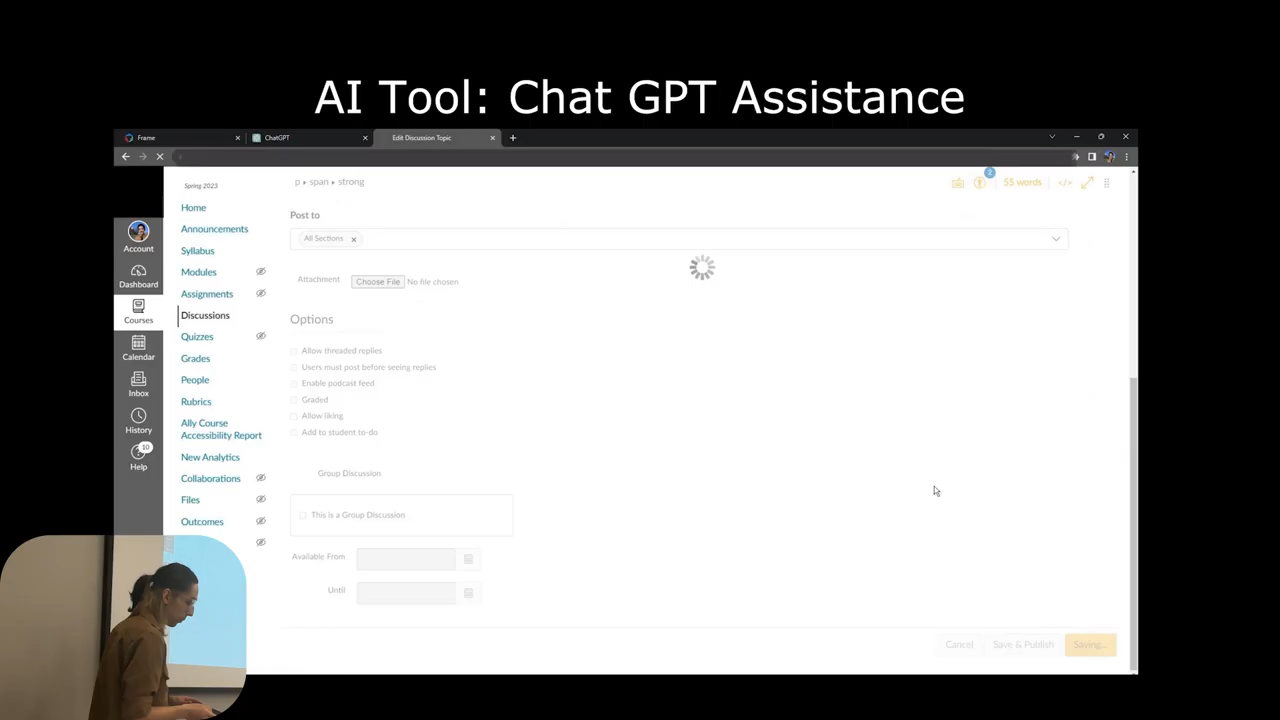 AI Tool: Chat GPT Assistance
Frame
ChatGPT
Edit Discussion Topic
Spring 2023
p ▸ span ▸ strong
2
55 words
</>
Home
Announcements
Syllabus
Modules
Assignments
Discussions
Quizzes
Grades
People
Rubrics
Ally Course
Accessibility Report
New Analytics
Collaborations
Files
Outcomes
Account
Dashboard
Courses
Calendar
Inbox
History
10
Help
Post to
All Sections
Attachment
Choose File No file chosen
Options
Allow threaded replies
Users must post before seeing replies
Enable podcast feed
Graded
Allow liking
Add to student to-do
Group Discussion
This is a Group Discussion
Available From
Until
Cancel
Save & Publish
Saving...